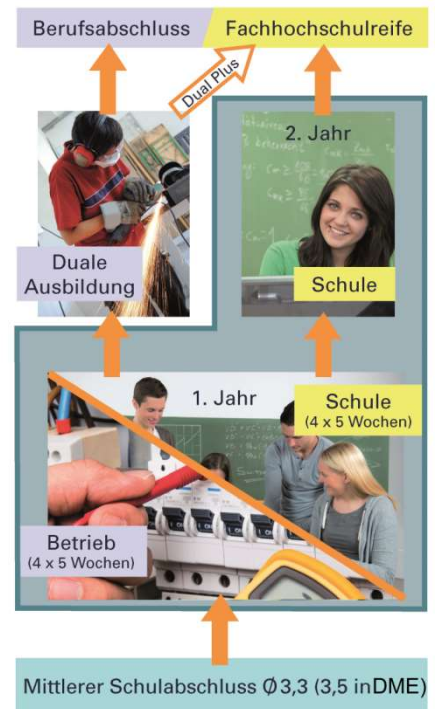 Berufsabschluss
Fachhochschulreife
Dual Plus
2. Jahr
Duale
Ausbildung
Schule
1. Jahr
Schule
(4 x 5 Wochen)
Betrieb
(4 x 5 Wochen)
Mittlerer Schulabschluss Ø 3,3 (3,5 inDME)